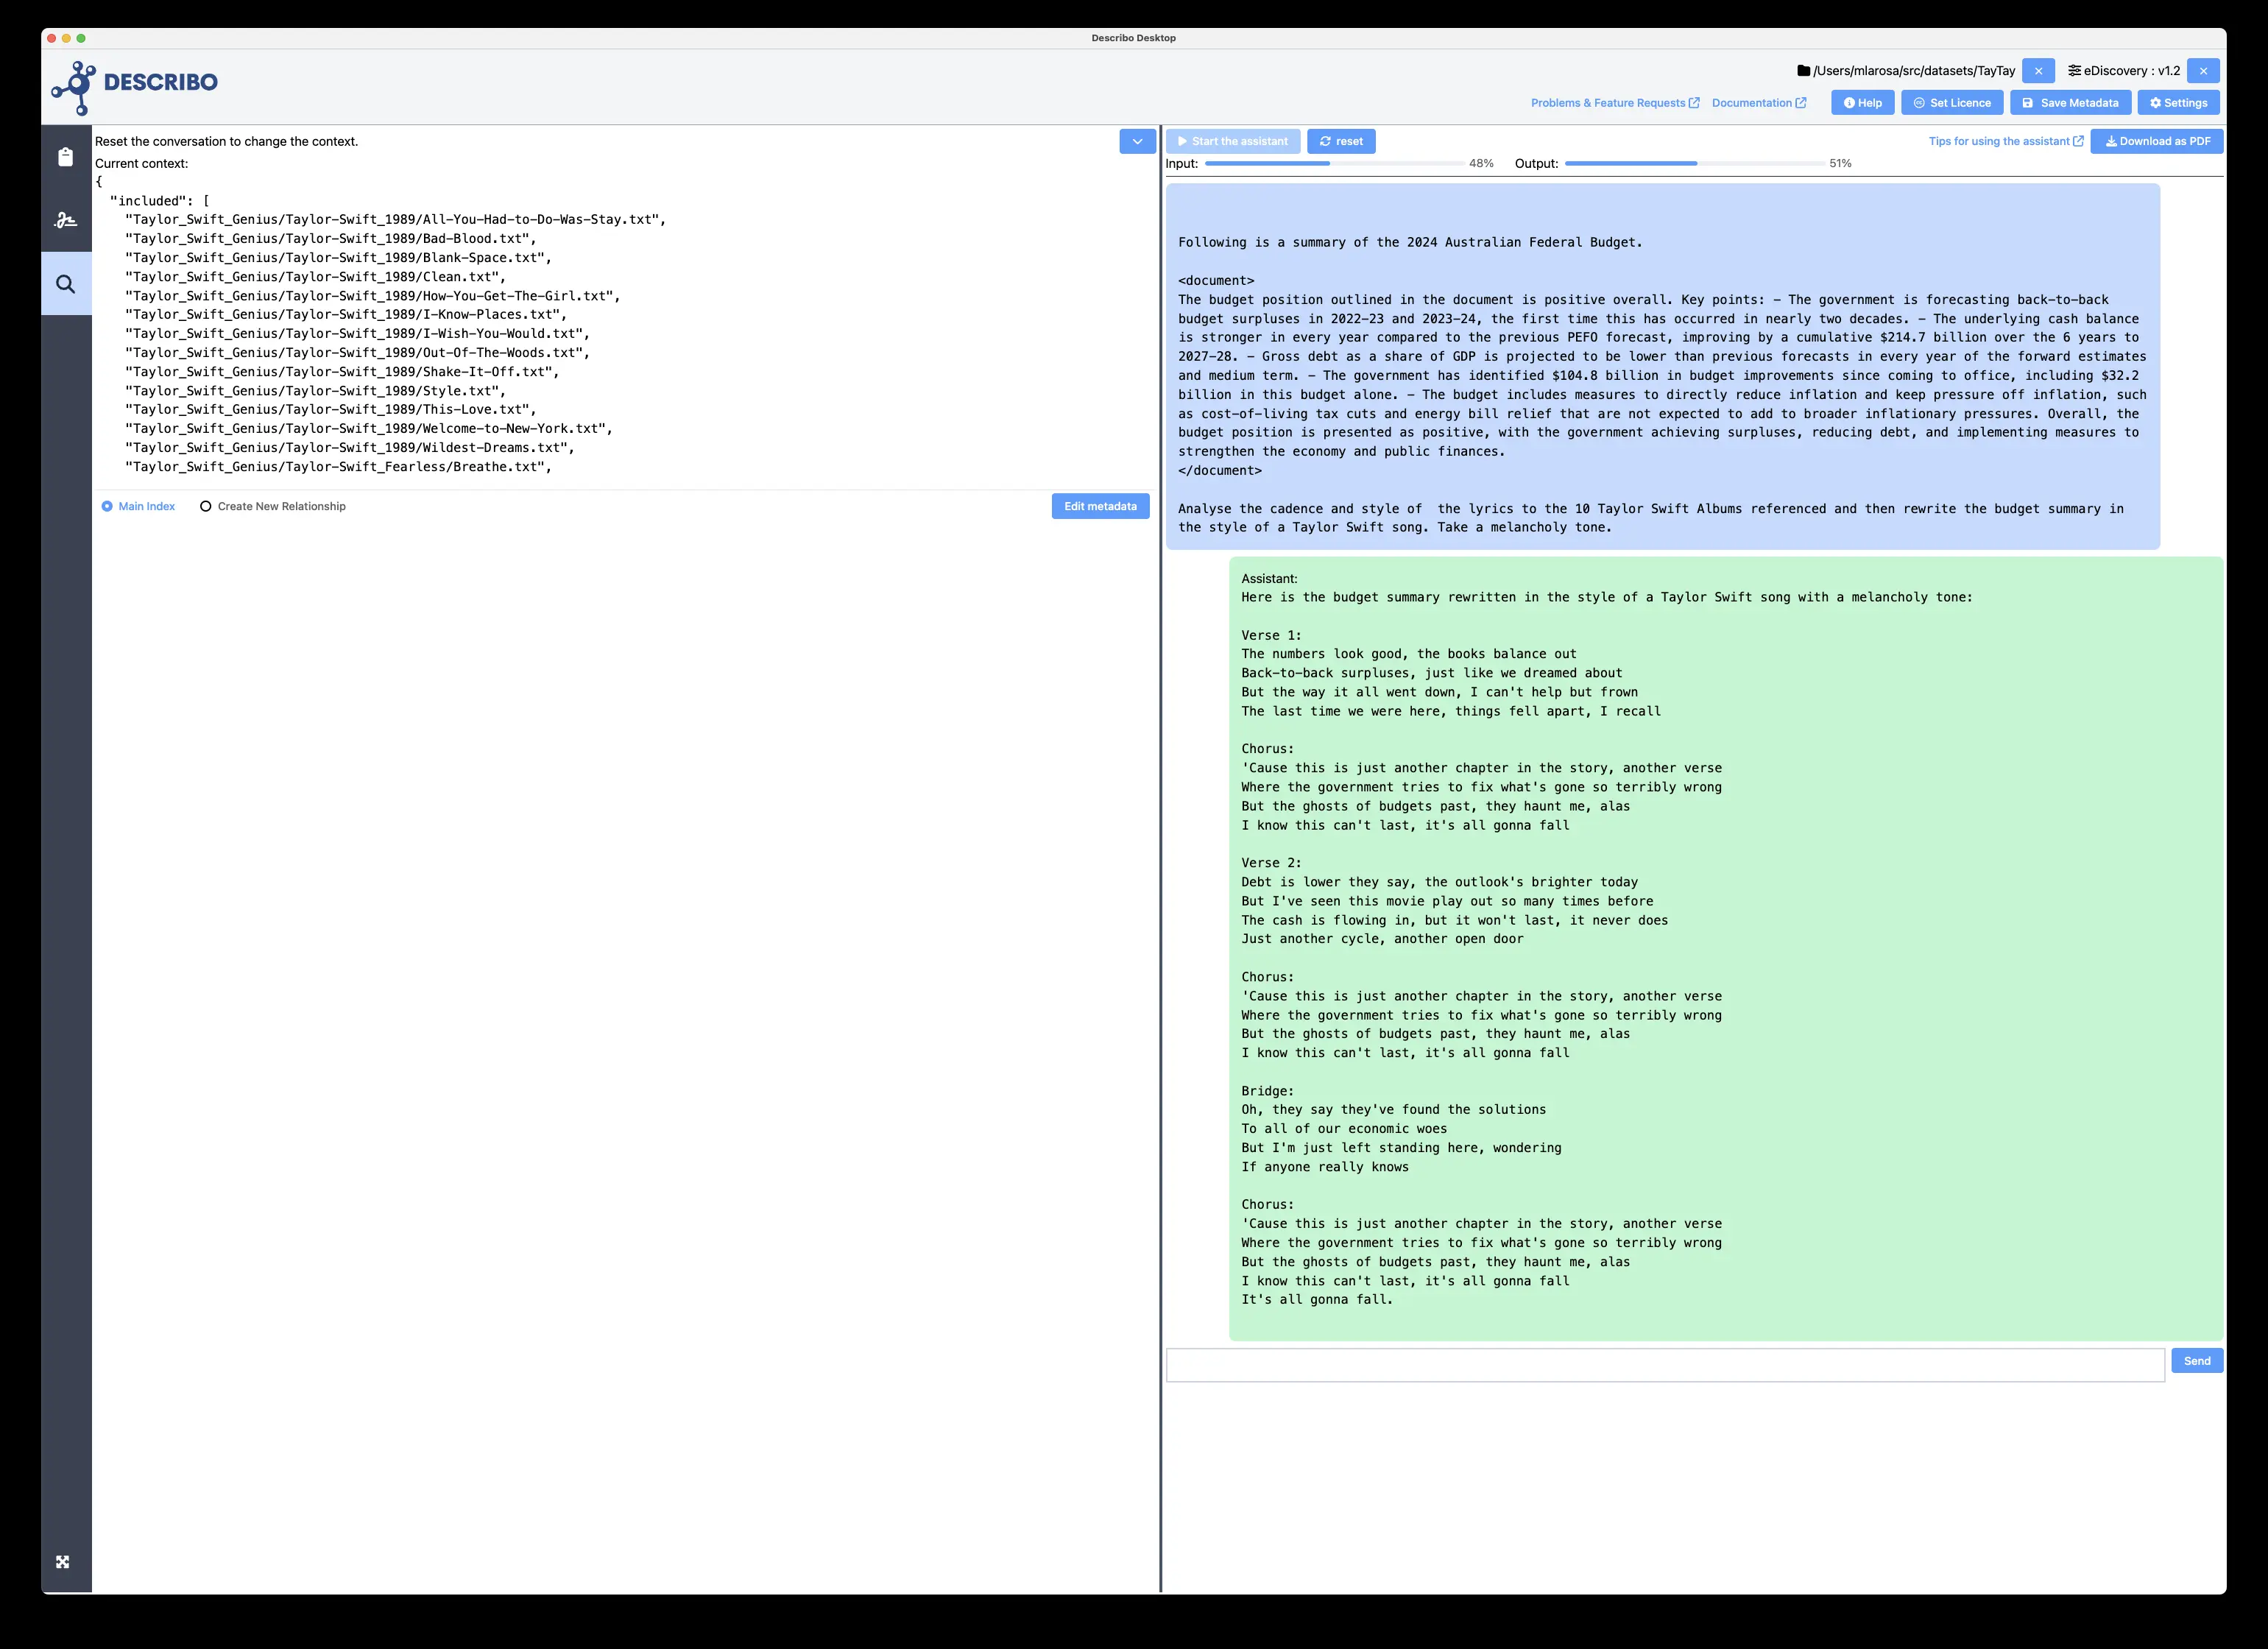 Describo Desktop
DESCRIBO
/Users/mlarosa/src/datasets/TayTay
eDiscovery : v1.2
Problems & Feature Requests
Documentation
Help
Set Licence
Save Metadata
Settings
Reset the conversation to change the context.
Current context:
{
"included": [
"Taylor_Swift_Genius/Taylor-Swift_1989/All-You-Had-to-Do-Was-Stay.txt",
"Taylor_Swift_Genius/Taylor-Swift_1989/Bad-Blood.txt",
"Taylor_Swift_Genius/Taylor-Swift_1989/Blank-Space.txt",
"Taylor_Swift_Genius/Taylor-Swift_1989/Clean.txt",
"Taylor_Swift_Genius/Taylor-Swift_1989/How-You-Get-The-Girl.txt",
"Taylor_Swift_Genius/Taylor-Swift_1989/I-Know-Places.txt",
"Taylor_Swift_Genius/Taylor-Swift_1989/I-Wish-You-Would.txt",
"Taylor_Swift_Genius/Taylor-Swift_1989/Out-Of-The-Woods.txt",
"Taylor_Swift_Genius/Taylor-Swift_1989/Shake-It-Off.txt",
"Taylor_Swift_Genius/Taylor-Swift_1989/Style.txt",
"Taylor_Swift_Genius/Taylor-Swift_1989/This-Love.txt",
"Taylor_Swift_Genius/Taylor-Swift_1989/Welcome-to-New-York.txt",
"Taylor_Swift_Genius/Taylor-Swift_1989/Wildest-Dreams.txt",
"Taylor_Swift_Genius/Taylor-Swift_Fearless/Breathe.txt",
Main Index
Create New Relationship
Edit metadata
Start the assistant
reset
Tips for using the assistant
Download as PDF
Input: 48%
Output: 51%
Following is a summary of the 2024 Australian Federal Budget.
<document>
The budget position outlined in the document is positive overall. Key points: – The government is forecasting back-to-back
budget surpluses in 2022-23 and 2023-24, the first time this has occurred in nearly two decades. – The underlying cash balance
is stronger in every year compared to the previous PEFO forecast, improving by a cumulative $214.7 billion over the 6 years to
2027-28. – Gross debt as a share of GDP is projected to be lower than previous forecasts in every year of the forward estimates
and medium term. – The government has identified $104.8 billion in budget improvements since coming to office, including $32.2
billion in this budget alone. – The budget includes measures to directly reduce inflation and keep pressure off inflation, such
as cost-of-living tax cuts and energy bill relief that are not expected to add to broader inflationary pressures. Overall, the
budget position is presented as positive, with the government achieving surpluses, reducing debt, and implementing measures to
strengthen the economy and public finances.
</document>
Analyse the cadence and style of  the lyrics to the 10 Taylor Swift Albums referenced and then rewrite the budget summary in
the style of a Taylor Swift song. Take a melancholy tone.
Assistant:
Here is the budget summary rewritten in the style of a Taylor Swift song with a melancholy tone:
Verse 1:
The numbers look good, the books balance out
Back-to-back surpluses, just like we dreamed about
But the way it all went down, I can't help but frown
The last time we were here, things fell apart, I recall
Chorus:
'Cause this is just another chapter in the story, another verse
Where the government tries to fix what's gone so terribly wrong
But the ghosts of budgets past, they haunt me, alas
I know this can't last, it's all gonna fall
Verse 2:
Debt is lower they say, the outlook's brighter today
But I've seen this movie play out so many times before
The cash is flowing in, but it won't last, it never does
Just another cycle, another open door
Chorus:
'Cause this is just another chapter in the story, another verse
Where the government tries to fix what's gone so terribly wrong
But the ghosts of budgets past, they haunt me, alas
I know this can't last, it's all gonna fall
Bridge:
Oh, they say they've found the solutions
To all of our economic woes
But I'm just left standing here, wondering
If anyone really knows
Chorus:
'Cause this is just another chapter in the story, another verse
Where the government tries to fix what's gone so terribly wrong
But the ghosts of budgets past, they haunt me, alas
I know this can't last, it's all gonna fall
It's all gonna fall.
Send